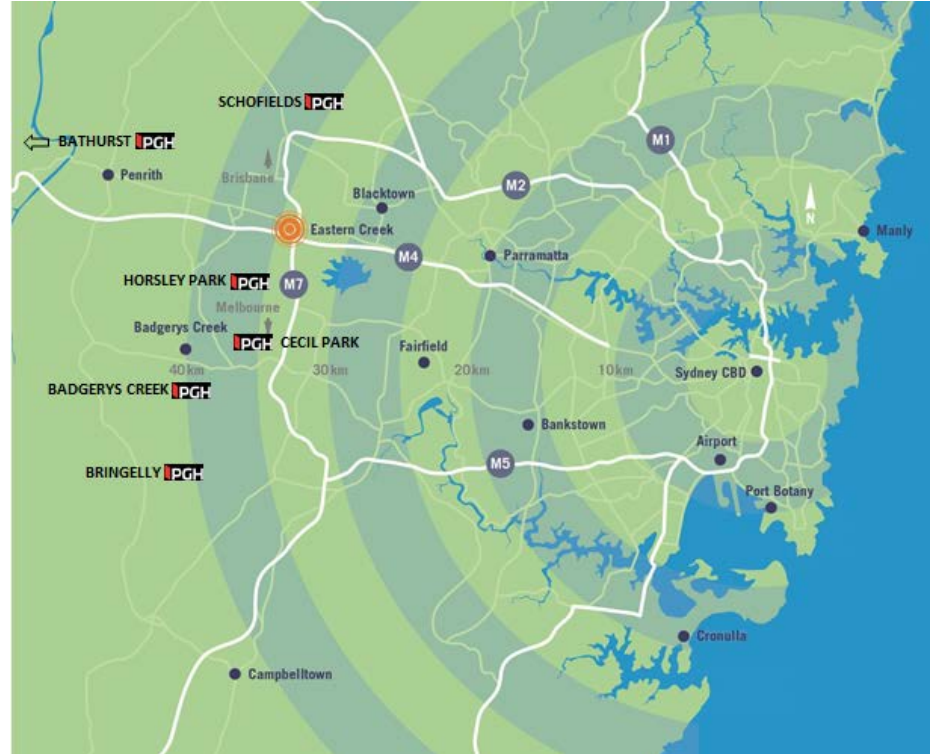 SCHOFIELDS PGH
BATHURST PGH
M1
Penrith
Brisbane
M2
Blacktown
N
Eastern Creek
Manly
Parramatta
M4
HORSLEY PARK PGH
M7
Melbourne
Badgerys Creek
PGH CECIL PARK
Fairfield
40km
30km
20km
10km
Sydney CBD
BADGERYS CREEK PGH
Bankstown
Airport
BRINGELLY PGH
M5
Port Botany
Cronulla
Campbelltown